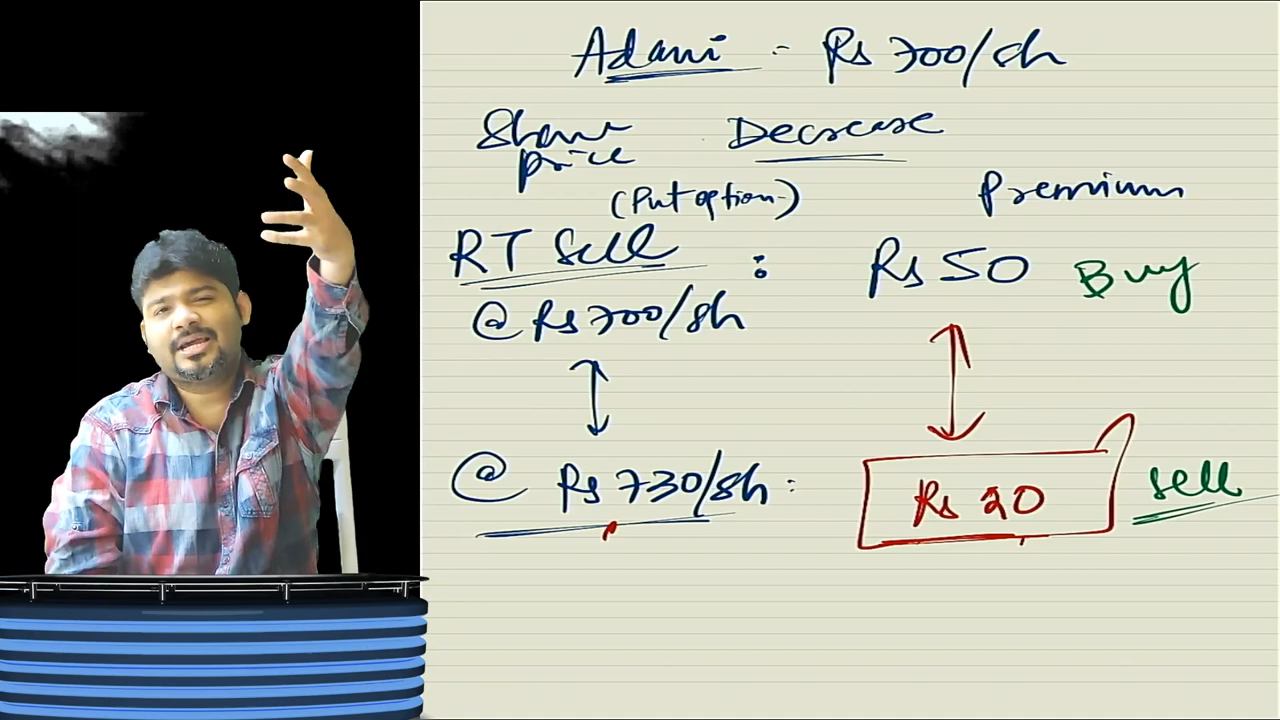 Adani - Rs 700/sh
Share price Decrease
(Put option) Premium
RT Sell : Rs 50 Buy
@ Rs 700/sh
@ Rs 730/sh : Rs 20 Sell